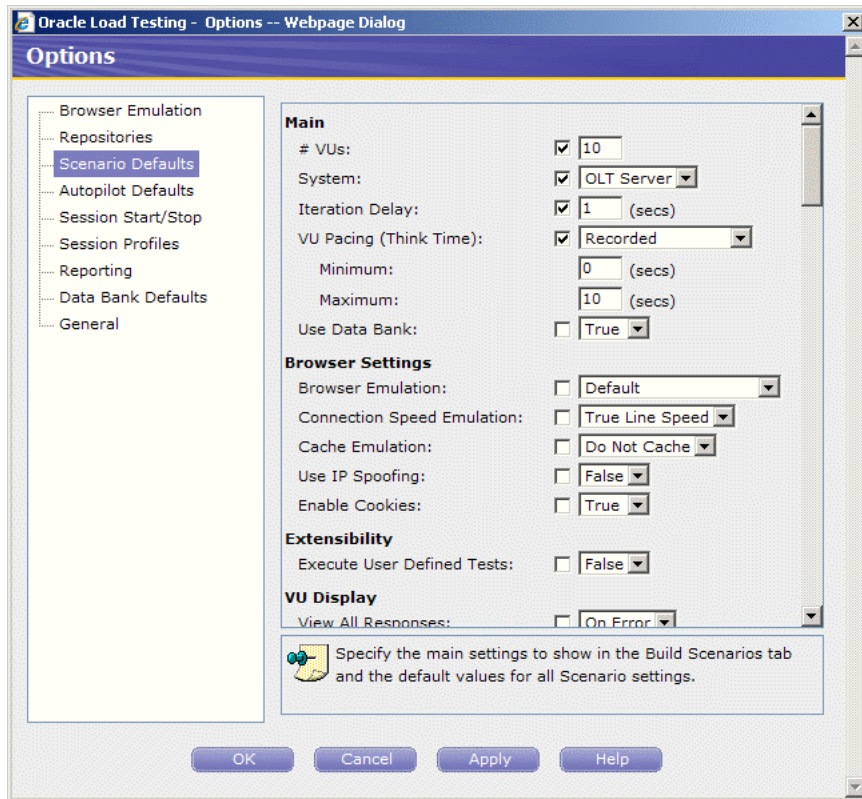 Oracle Load Testing - Options -- Webpage Dialog
Options
Browser Emulation
Repositories
Scenario Defaults
Autopilot Defaults
Session Start/Stop
Session Profiles
Reporting
Data Bank Defaults
General
Main
# VUs: 10
System: OLT Server
Iteration Delay: 1 (secs)
VU Pacing (Think Time): Recorded
Minimum: 0 (secs)
Maximum: 10 (secs)
Use Data Bank: True
Browser Settings
Browser Emulation: Default
Connection Speed Emulation: True Line Speed
Cache Emulation: Do Not Cache
Use IP Spoofing: False
Enable Cookies: True
Extensibility
Execute User Defined Tests: False
VU Display
View All Responses: On Error
Specify the main settings to show in the Build Scenarios tab
and the default values for all Scenario settings.
OK Cancel Apply Help